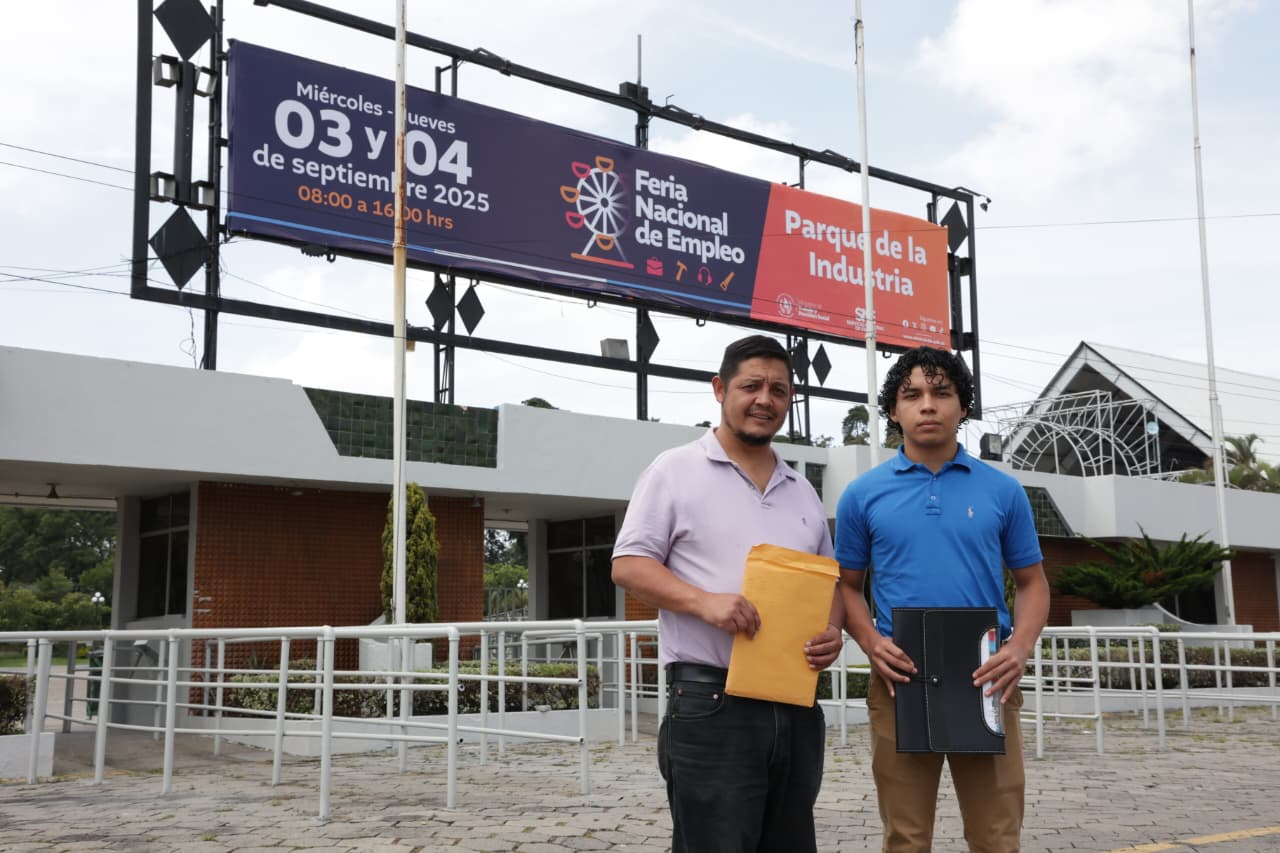 Miércoles - Jueves
03 y 04
de septiembre 2025
08:00 a 16:00 hrs
Feria
Nacional
de Empleo
Parque de la
Industria